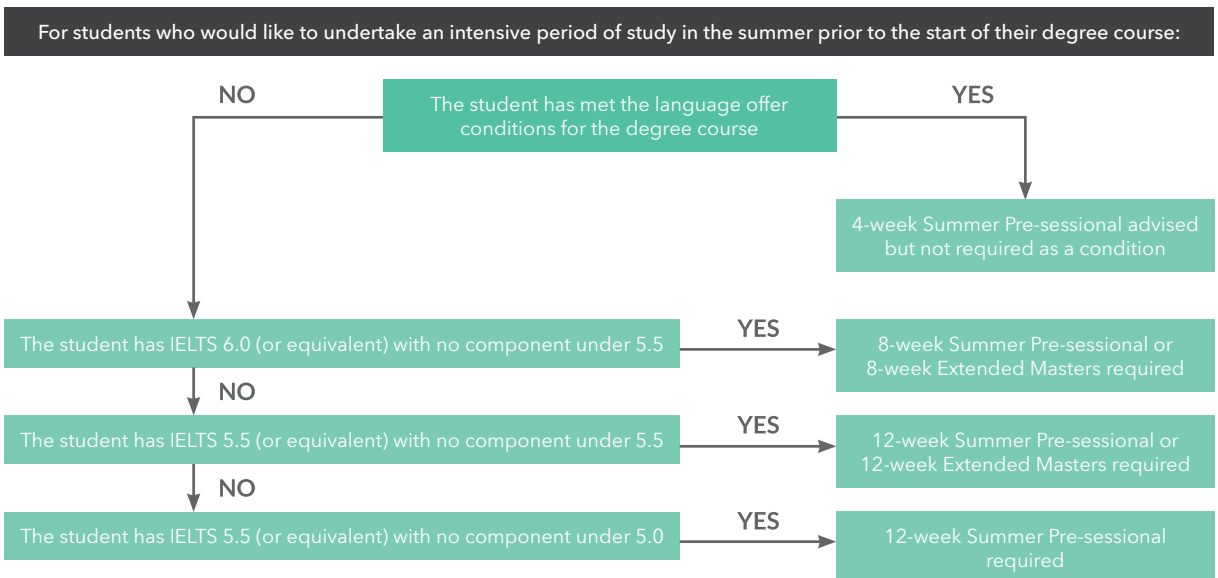 For students who would like to undertake an intensive period of study in the summer prior to the start of their degree course:
NO
The student has met the language offer
conditions for the degree course
YES
4-week Summer Pre-sessional advised
but not required as a condition
The student has IELTS 6.0 (or equivalent) with no component under 5.5
YES
8-week Summer Pre-sessional or
8-week Extended Masters required
NO
The student has IELTS 5.5 (or equivalent) with no component under 5.5
YES
12-week Summer Pre-sessional or
12-week Extended Masters required
NO
The student has IELTS 5.5 (or equivalent) with no component under 5.0
YES
12-week Summer Pre-sessional
required